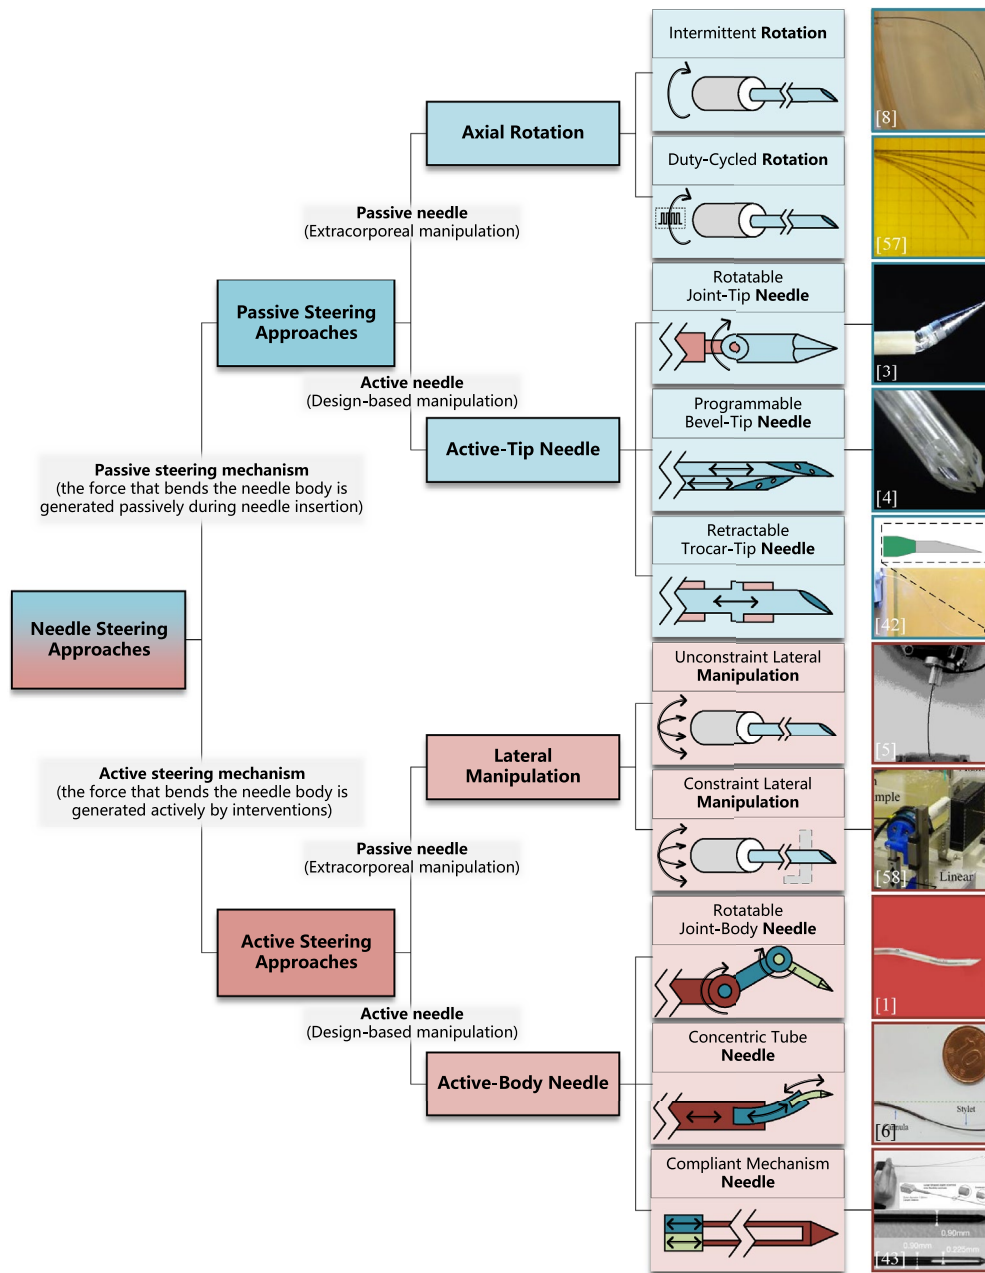 Intermittent Rotation
[8]
Axial Rotation
Duty-Cycled Rotation
[57]
Passive needle
(Extracorporeal manipulation)
Rotatable
Joint-Tip Needle
[3]
Passive Steering
Approaches
Active needle
(Design-based manipulation)
Programmable
Bevel-Tip Needle
[4]
Active-Tip Needle
Passive steering mechanism
(the force that bends the needle body is
generated passively during needle insertion)
Retractable
Trocar-Tip Needle
[42]
Needle Steering
Approaches
Unconstraint Lateral
Manipulation
[5]
Lateral
Manipulation
Active steering mechanism
(the force that bends the needle body is
generated actively by interventions)
Constraint Lateral
Manipulation
mple
Linear
[58]
Passive needle
(Extracorporeal manipulation)
Rotatable
Joint-Body Needle
[1]
Active Steering
Approaches
Active needle
(Design-based manipulation)
Concentric Tube
Needle
Stylet
[6]
Active-Body Needle
Compliant Mechanism
Needle
0.90mm
0.90mm
0.225mm
[43]